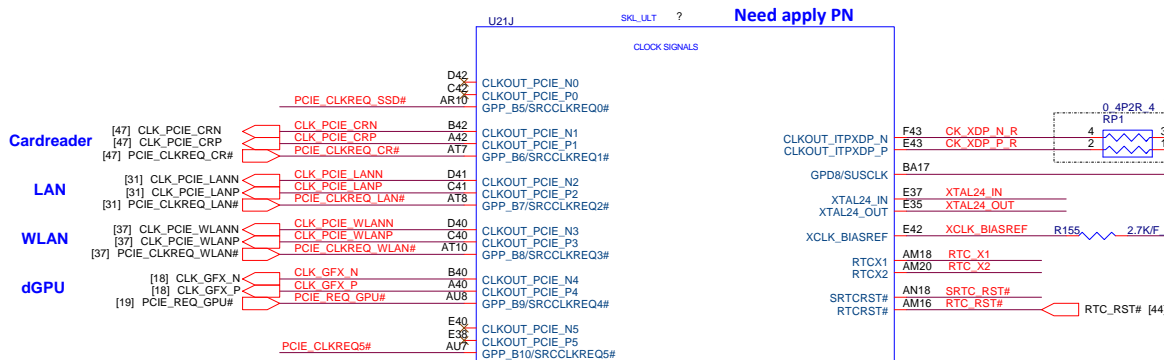 U21J SKL_ULT ? Need apply PN
CLOCK SIGNALS
D42 CLKOUT_PCIE_N0
C42 CLKOUT_PCIE_P0
PCIE_CLKREQ_SSD# AR10 GPP_B5/SRCCLKREQ0#
0_4P2R_4
RP1
Cardreader
[47] CLK_PCIE_CRN CLK_PCIE_CRN B42 CLKOUT_PCIE_N1
[47] CLK_PCIE_CRP CLK_PCIE_CRP A42 CLKOUT_PCIE_P1
[47] PCIE_CLKREQ_CR# PCIE_CLKREQ_CR# AT7 GPP_B6/SRCCLKREQ1#
CLKOUT_ITPXDP_N F43 CK_XDP_N_R 4 3
CLKOUT_ITPXDP_P E43 CK_XDP_P_R 2 1
GPD8/SUSCLK BA17
LAN
[31] CLK_PCIE_LANN CLK_PCIE_LANN D41 CLKOUT_PCIE_N2
[31] CLK_PCIE_LANP CLK_PCIE_LANP C41 CLKOUT_PCIE_P2
[31] PCIE_CLKREQ_LAN# PCIE_CLKREQ_LAN# AT8 GPP_B7/SRCCLKREQ2#
XTAL24_IN E37 XTAL24_IN
XTAL24_OUT E35 XTAL24_OUT
WLAN
[37] CLK_PCIE_WLANN CLK_PCIE_WLANN D40 CLKOUT_PCIE_N3
[37] CLK_PCIE_WLANP CLK_PCIE_WLANP C40 CLKOUT_PCIE_P3
[37] PCIE_CLKREQ_WLAN# PCIE_CLKREQ_WLAN# AT10 GPP_B8/SRCCLKREQ3#
XCLK_BIASREF E42 XCLK_BIASREF R155 2.7K/F
RTCX1 AM18 RTC_X1
RTCX2 AM20 RTC_X2
dGPU
[18] CLK_GFX_N CLK_GFX_N B40 CLKOUT_PCIE_N4
[18] CLK_GFX_P CLK_GFX_P A40 CLKOUT_PCIE_P4
[19] PCIE_REQ_GPU# PCIE_REQ_GPU# AU8 GPP_B9/SRCCLKREQ4#
SRTCRST# AN18 SRTC_RST#
RTCRST# AM16 RTC_RST# RTC_RST# [44]
E40 CLKOUT_PCIE_N5
E38 CLKOUT_PCIE_P5
PCIE_CLKREQ5# AU7 GPP_B10/SRCCLKREQ5#